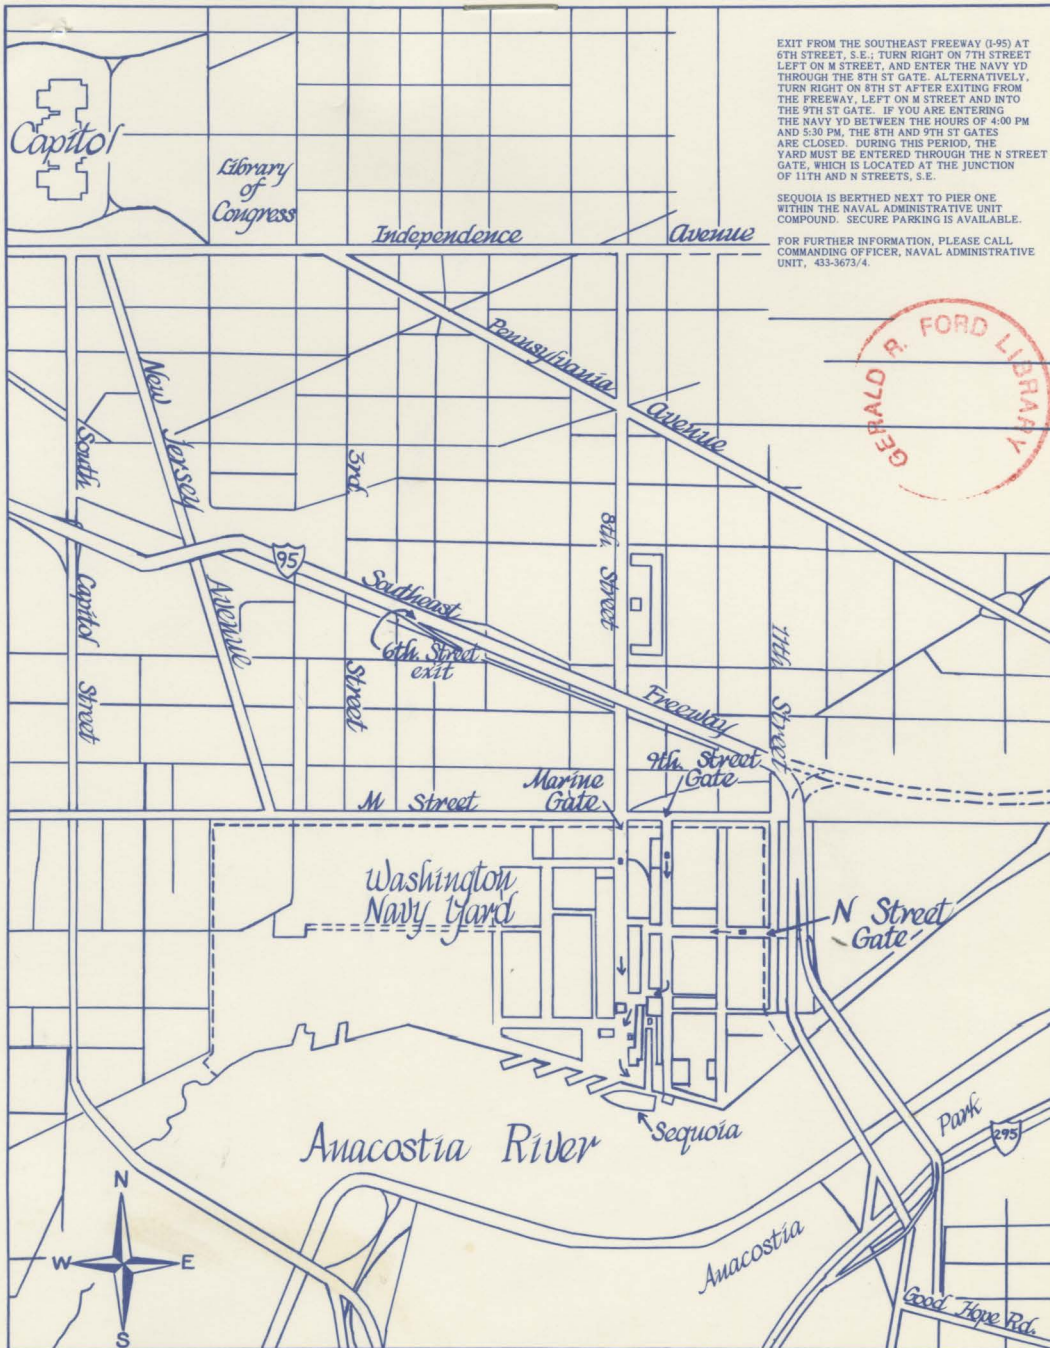 EXIT FROM THE SOUTHEAST FREEWAY (I-95) AT
6TH STREET, S.E.; TURN RIGHT ON 7TH STREET
LEFT ON M STREET, AND ENTER THE NAVY YD
THROUGH THE 8TH ST GATE. ALTERNATIVELY,
TURN RIGHT ON 8TH ST AFTER EXITING FROM
THE FREEWAY, LEFT ON M STREET AND INTO
THE 9TH ST GATE. IF YOU ARE ENTERING
THE NAVY YD BETWEEN THE HOURS OF 4:00 PM
AND 5:30 PM, THE 8TH AND 9TH ST GATES
ARE CLOSED. DURING THIS PERIOD, THE
YARD MUST BE ENTERED THROUGH THE N STREET
GATE, WHICH IS LOCATED AT THE JUNCTION
OF 11TH AND N STREETS, S.E.
SEQUOIA IS BERTHED NEXT TO PIER ONE
WITHIN THE NAVAL ADMINISTRATIVE UNIT
COMPOUND. SECURE PARKING IS AVAILABLE.
FOR FURTHER INFORMATION, PLEASE CALL
COMMANDING OFFICER, NAVAL ADMINISTRATIVE
UNIT, 433-3673/4.
Capitol
Library
of
Congress
Independence Avenue
GERALD R. FORD LIBRARY
Pennsylvania Avenue
New Jersey Avenue
South Capitol Street
3rd. Street
8th. Street
11th Street
95
Southeast Freeway
6th. Street
exit
9th. Street
Gate
Marine
Gate
M Street
Washington
Navy Yard
N Street
Gate
Sequoia
Anacostia River
Anacostia Park
295
Good Hope Rd.
N
W E
S